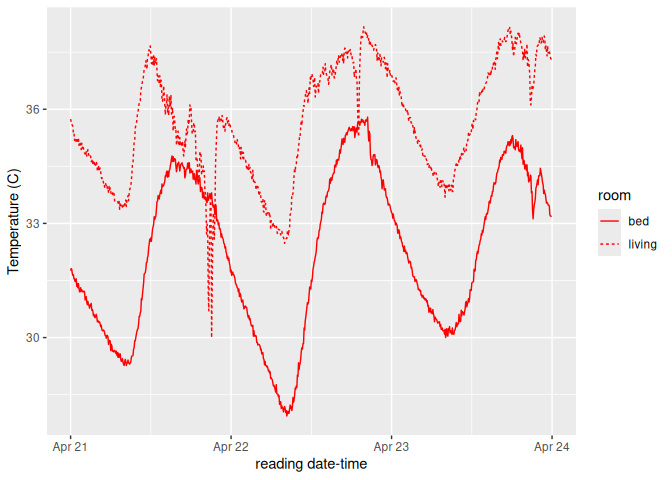 Temperature (C)
36
33
30
Apr 21
Apr 22
Apr 23
Apr 24
reading date-time
room
bed
living